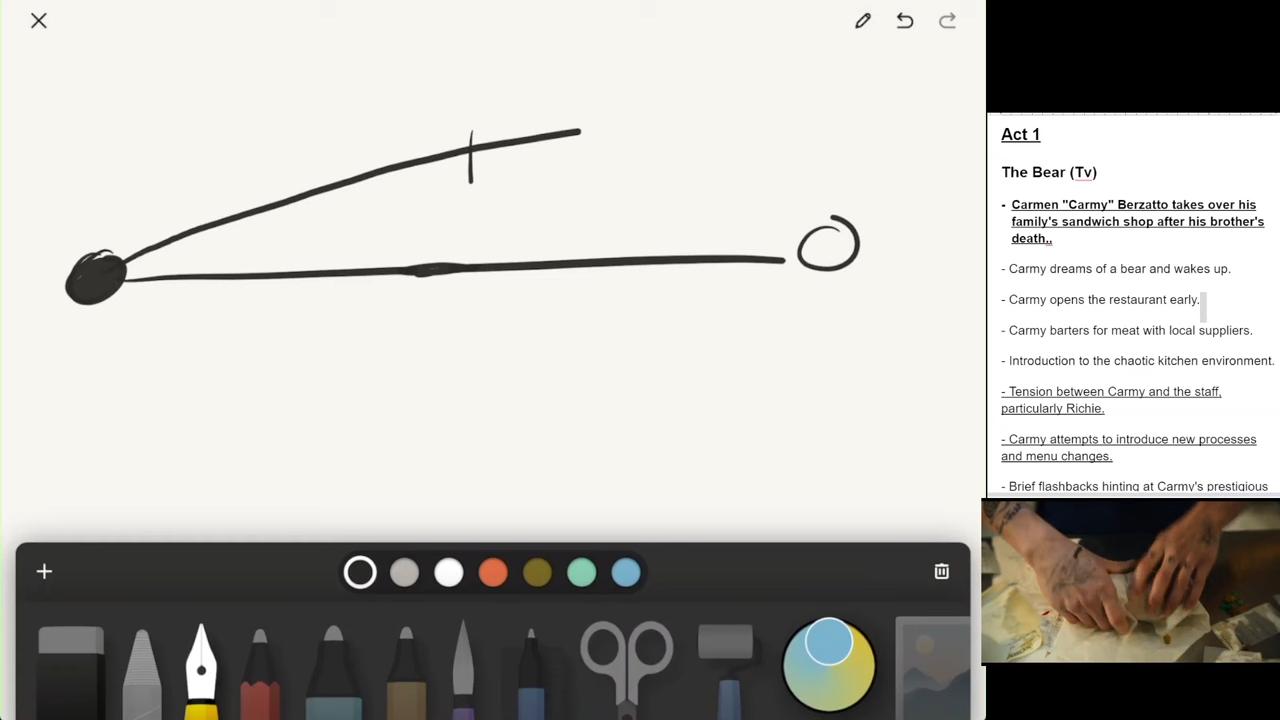 Act 1
The Bear (Tv)
- Carmen "Carmy" Berzatto takes over his
family's sandwich shop after his brother's
death..
- Carmy dreams of a bear and wakes up.
- Carmy opens the restaurant early.
- Carmy barters for meat with local suppliers.
- Introduction to the chaotic kitchen environment.
- Tension between Carmy and the staff,
particularly Richie.
- Carmy attempts to introduce new processes
and menu changes.
- Brief flashbacks hinting at Carmy's prestigious